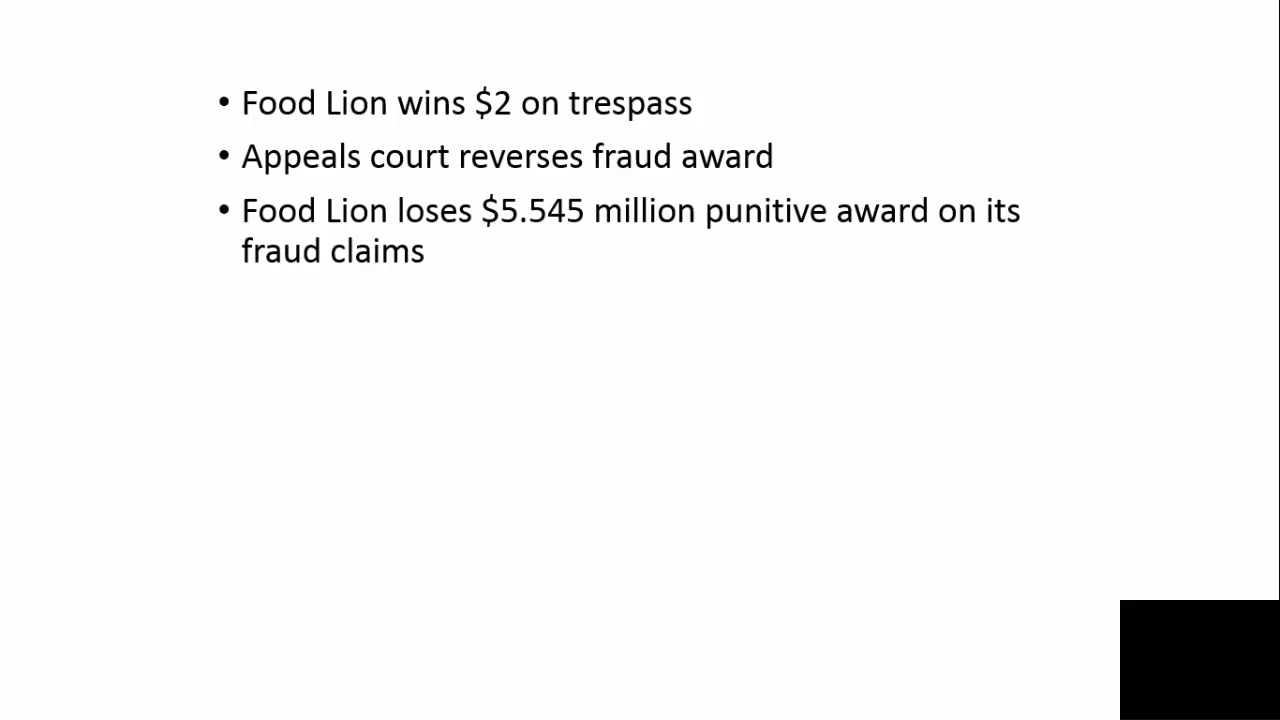 • Food Lion wins $2 on trespass
• Appeals court reverses fraud award
• Food Lion loses $5.545 million punitive award on its
fraud claims